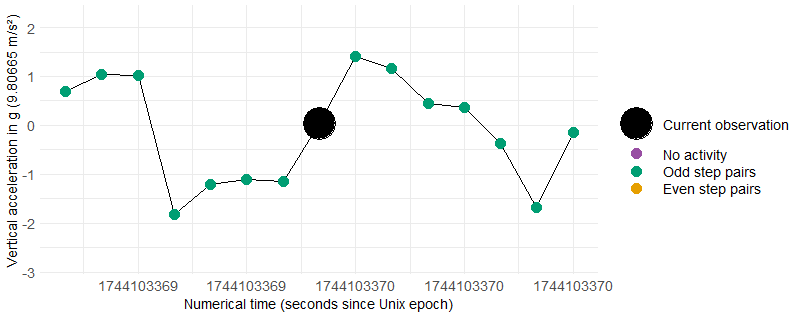 Vertical acceleration in g (9.80665 m/s²)
2
1
0
-1
-2
-3
1744103369 1744103369 1744103370 1744103370 1744103370
Numerical time (seconds since Unix epoch)
Current observation
No activity
Odd step pairs
Even step pairs